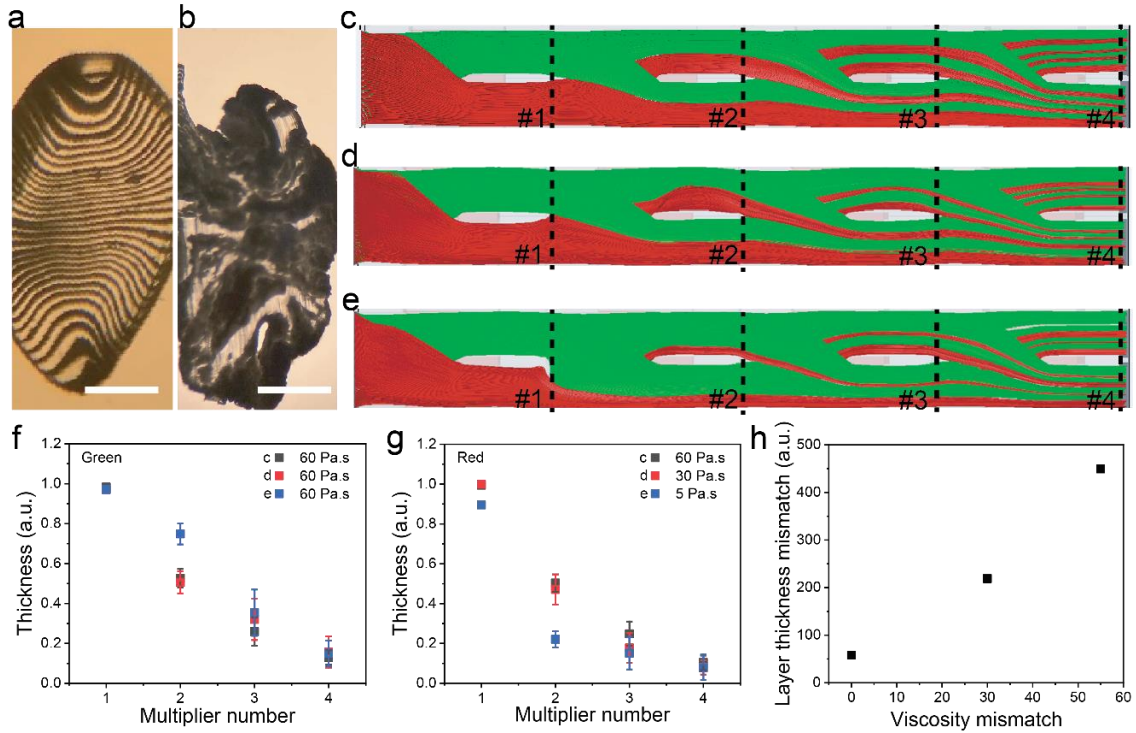 a
b
c.
#1
#2
#3
#4
d
#1
#2
#3
#4
e
#1
#2
#3
#4
f
Green
c 60 Pa.s
d 60 Pa.s
e 60 Pa.s
1.2
1.0
0.8
0.6
0.4
0.2
0.0
Thickness (a.u.)
1 2 3 4
Multiplier number
g
Red
c 60 Pa.s
d 30 Pa.s
e 5 Pa.s
1.2
1.0
0.8
0.6
0.4
0.2
0.0
Thickness (a.u.)
1 2 3 4
Multiplier number
h
500
450
400
300
200
100
50
0
Layer thickness mismatch (a.u.)
0 10 20 30 40 50 60
Viscosity mismatch